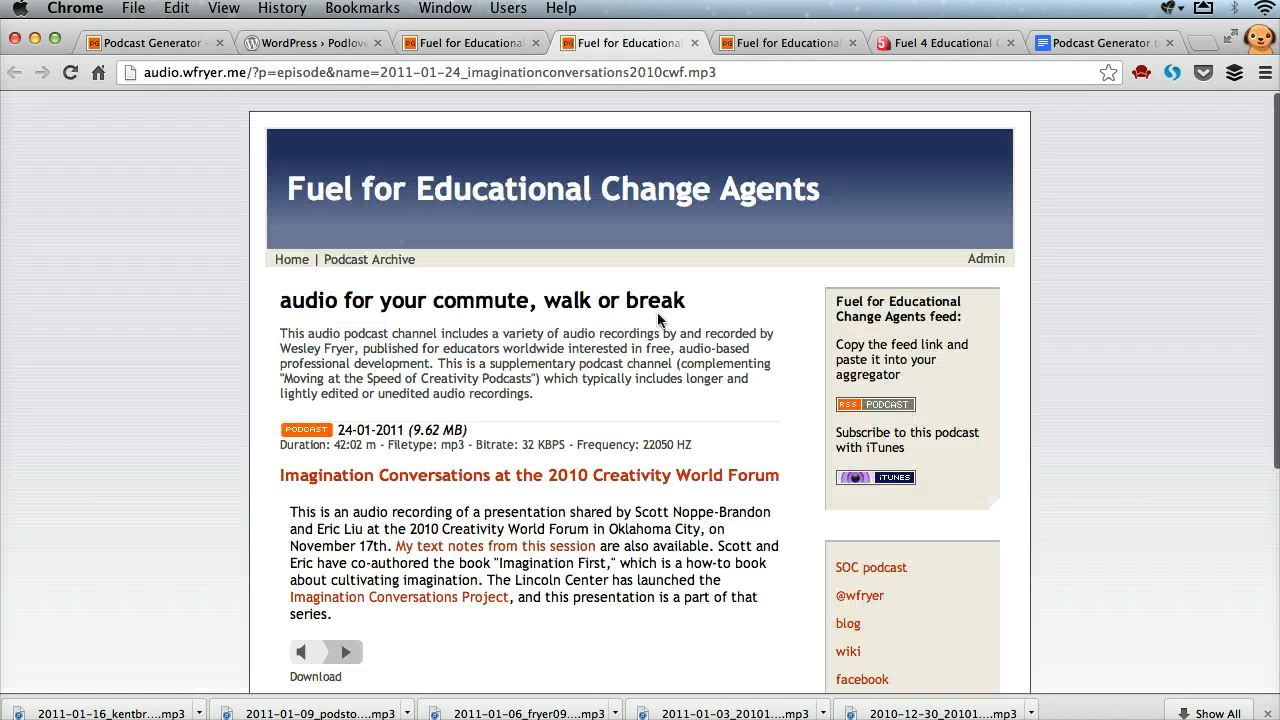 Chrome File Edit View History Bookmarks Window Users Help
Podcast Generator
WordPress › Podlove
Fuel for Educational
Fuel for Educational
Fuel for Educational
Fuel 4 Educational C
Podcast Generator t
audio.wfryer.me/?p=episode&name=2011-01-24_imaginationconversations2010cwf.mp3
Fuel for Educational Change Agents
Home | Podcast Archive
Admin
audio for your commute, walk or break
This audio podcast channel includes a variety of audio recordings by and recorded by
Wesley Fryer, published for educators worldwide interested in free, audio-based
professional development. This is a supplementary podcast channel (complementing
"Moving at the Speed of Creativity Podcasts") which typically includes longer and
lightly edited or unedited audio recordings.
PODCAST 24-01-2011 (9.62 MB)
Duration: 42:02 m - Filetype: mp3 - Bitrate: 32 KBPS - Frequency: 22050 HZ
Imagination Conversations at the 2010 Creativity World Forum
This is an audio recording of a presentation shared by Scott Noppe-Brandon
and Eric Liu at the 2010 Creativity World Forum in Oklahoma City, on
November 17th. My text notes from this session are also available. Scott and
Eric have co-authored the book "Imagination First," which is a how-to book
about cultivating imagination. The Lincoln Center has launched the
Imagination Conversations Project, and this presentation is a part of that
series.
Download
Fuel for Educational
Change Agents feed:
Copy the feed link and
paste it into your
aggregator
RSS PODCAST
Subscribe to this podcast
with iTunes
iTUNES
SOC podcast
@wfryer
blog
wiki
facebook
2011-01-16_kentbr....mp3
2011-01-09_podsto....mp3
2011-01-06_fryer09....mp3
2011-01-03_20101....mp3
2010-12-30_20101....mp3
Show All